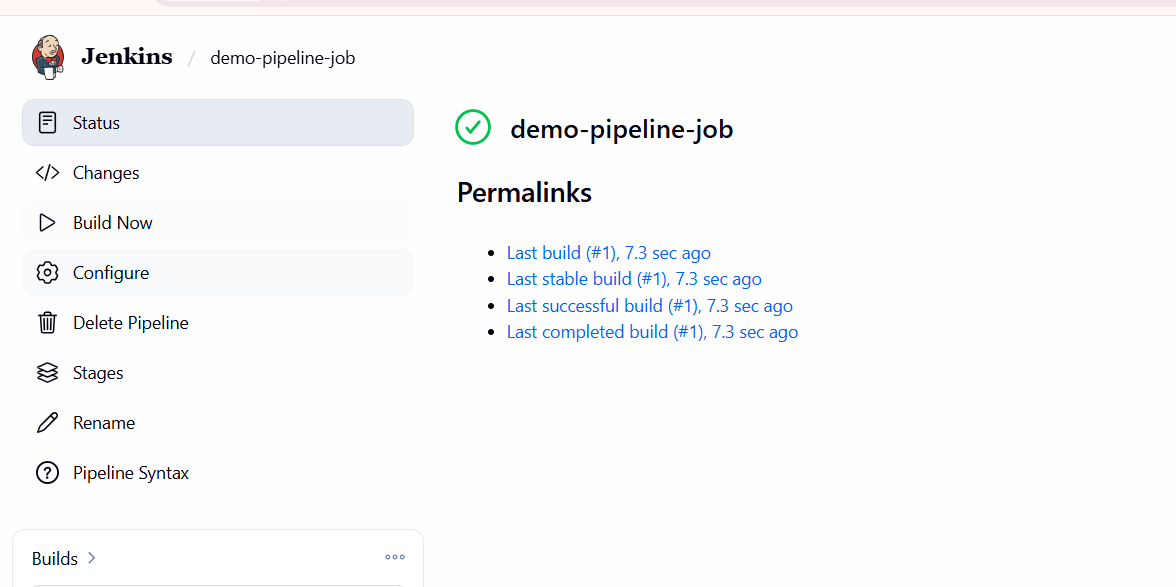 Jenkins / demo-pipeline-job
Status
Changes
Build Now
Configure
Delete Pipeline
Stages
Rename
Pipeline Syntax
Builds
demo-pipeline-job
Permalinks
Last build (#1), 7.3 sec ago
Last stable build (#1), 7.3 sec ago
Last successful build (#1), 7.3 sec ago
Last completed build (#1), 7.3 sec ago